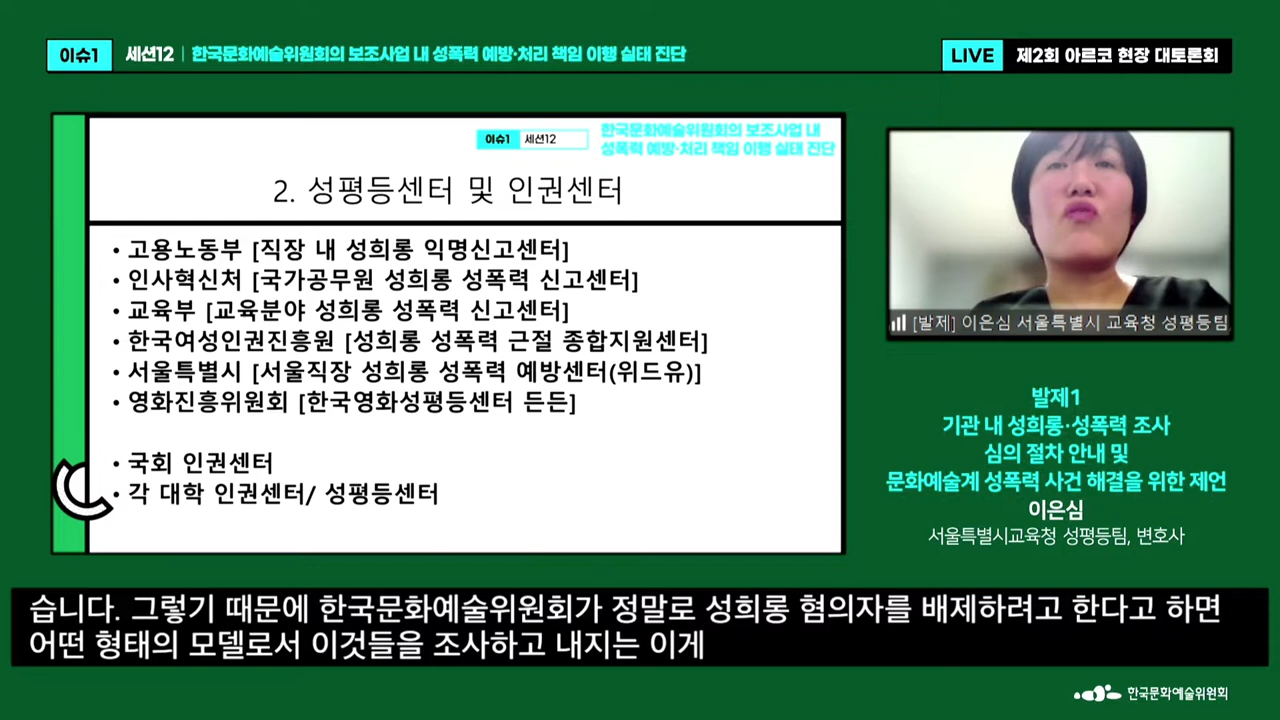 이슈1
세션12 | 한국문화예술위원회의 보조사업 내 성폭력 예방·처리 책임 이행 실태 진단
LIVE 제2회 아르코 현장 대토론회
이슈1 세션12
한국문화예술위원회의 보조사업 내
성폭력 예방·처리 책임 이행 실태 진단
2. 성평등센터 및 인권센터
• 고용노동부 [직장 내 성희롱 익명신고센터]
• 인사혁신처 [국가공무원 성희롱 성폭력 신고센터]
• 교육부 [교육분야 성희롱 성폭력 신고센터]
• 한국여성인권진흥원 [성희롱 성폭력 근절 종합지원센터]
• 서울특별시 [서울직장 성희롱 성폭력 예방센터(위드유)]
• 영화진흥위원회 [한국영화성평등센터 든든]
• 국회 인권센터
• 각 대학 인권센터/ 성평등센터
[발제] 이은심 서울특별시 교육청 성평등팀
발제1
기관 내 성희롱·성폭력 조사
심의 절차 안내 및
문화예술계 성폭력 사건 해결을 위한 제언
이은심
서울특별시교육청 성평등팀, 변호사
습니다. 그렇기 때문에 한국문화예술위원회가 정말로 성희롱 혐의자를 배제하려고 한다고 하면
어떤 형태의 모델로서 이것들을 조사하고 내지는 이게
한국문화예술위원회